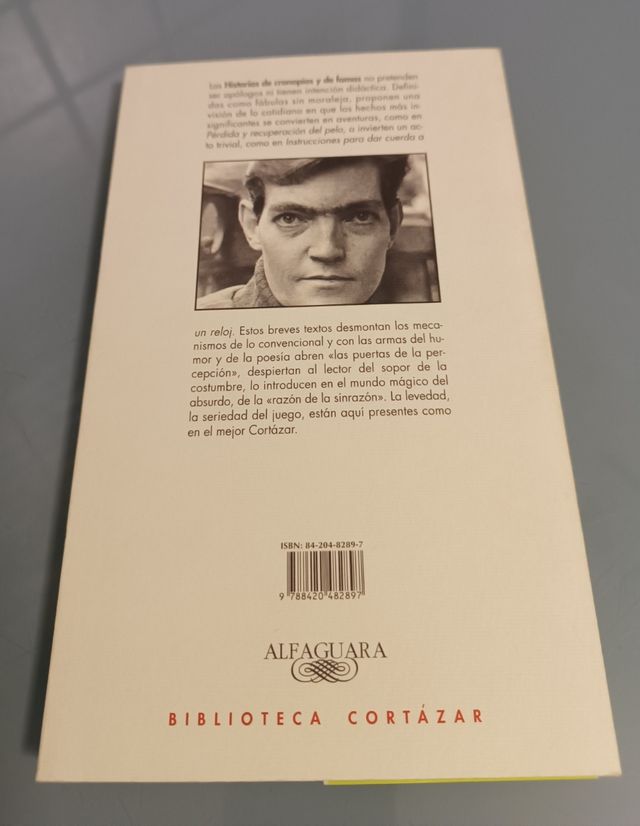 Las Historias de cronopios y de famas no pretenden
ser apólogos ni tienen intención didáctica. Defini-
das como fábulas sin moraleja, proponen una
visión de lo cotidiano en que los hechos más in-
significantes se convierten en aventuras, como en
Pérdida y recuperación del pelo, o invierten un ac-
to trivial, como en Instrucciones para dar cuerda a
un reloj. Estos breves textos desmontan los meca-
nismos de lo convencional y con las armas del hu-
mor y de la poesía abren «las puertas de la per-
cepción», despiertan al lector del sopor de la
costumbre, lo introducen en el mundo mágico del
absurdo, de la «razón de la sinrazón». La levedad,
la seriedad del juego, están aquí presentes como
en el mejor Cortázar.
ISBN: 84-204-8289-7
9 788420 482897
ALFAGUARA
BIBLIOTECA CORTÁZAR